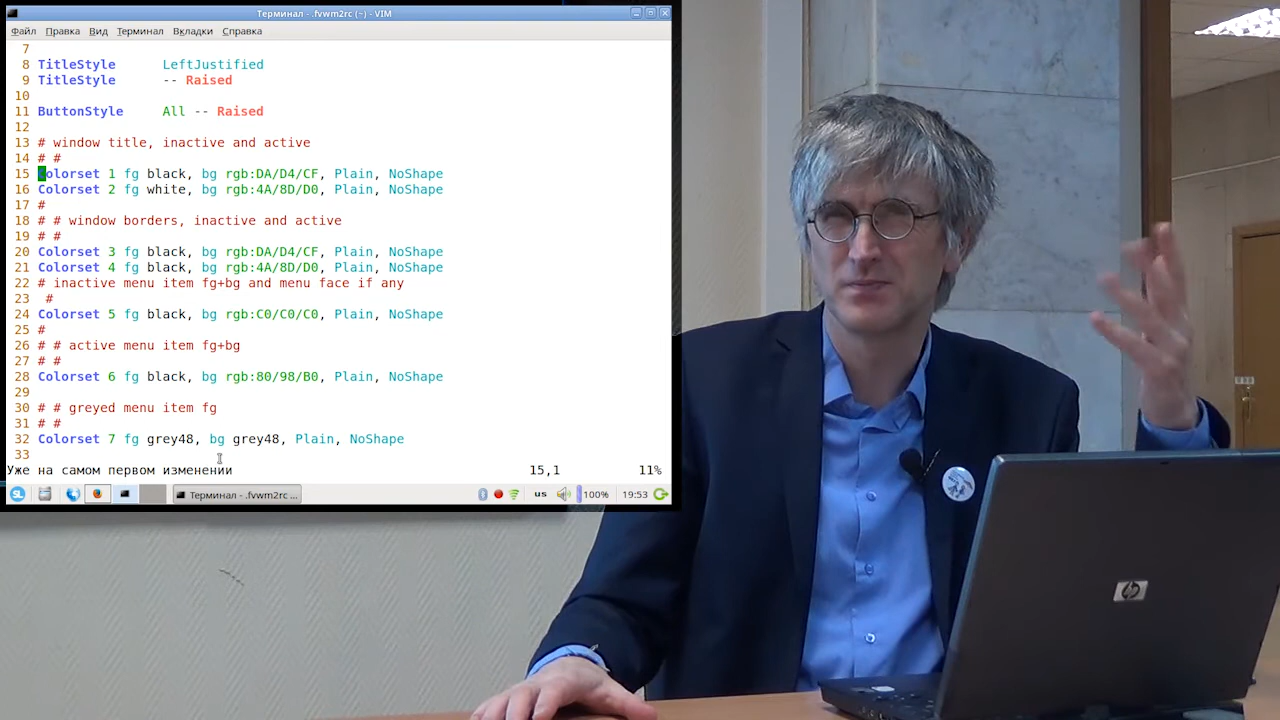 Терминал - .fvwm2rc (~) - VIM
Файл Правка Вид Терминал Вкладки Справка
7
8 TitleStyle LeftJustified
9 TitleStyle -- Raised
10
11 ButtonStyle All -- Raised
12
13 # window title, inactive and active
14 # #
15 Colorset 1 fg black, bg rgb:DA/D4/CF, Plain, NoShape
16 Colorset 2 fg white, bg rgb:4A/8D/D0, Plain, NoShape
17 #
18 # # window borders, inactive and active
19 # #
20 Colorset 3 fg black, bg rgb:DA/D4/CF, Plain, NoShape
21 Colorset 4 fg black, bg rgb:4A/8D/D0, Plain, NoShape
22 # inactive menu item fg+bg and menu face if any
23 #
24 Colorset 5 fg black, bg rgb:C0/C0/C0, Plain, NoShape
25 #
26 # # active menu item fg+bg
27 # #
28 Colorset 6 fg black, bg rgb:80/98/B0, Plain, NoShape
29
30 # # greyed menu item fg
31 # #
32 Colorset 7 fg grey48, bg grey48, Plain, NoShape
33
Уже на самом первом изменении 15,1 11%
SL Терминал - .fvwm2rc ... us 100% 19:53
hp